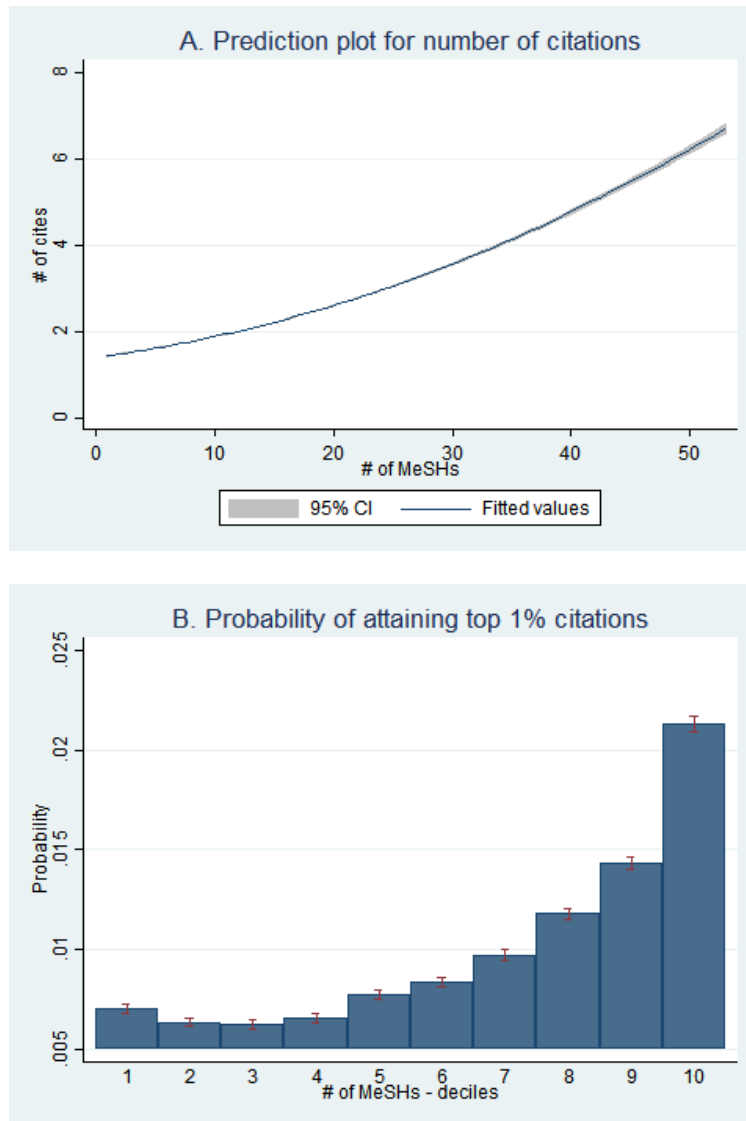 A. Prediction plot for number of citations
8
6
4
2
0
# of cites
0 10 20 30 40 50
# of MeSHs
95% CI Fitted values
B. Probability of attaining top 1% citations
.025
.02
.015
.01
.005
Probability
1 2 3 4 5 6 7 8 9 10
# of MeSHs - deciles